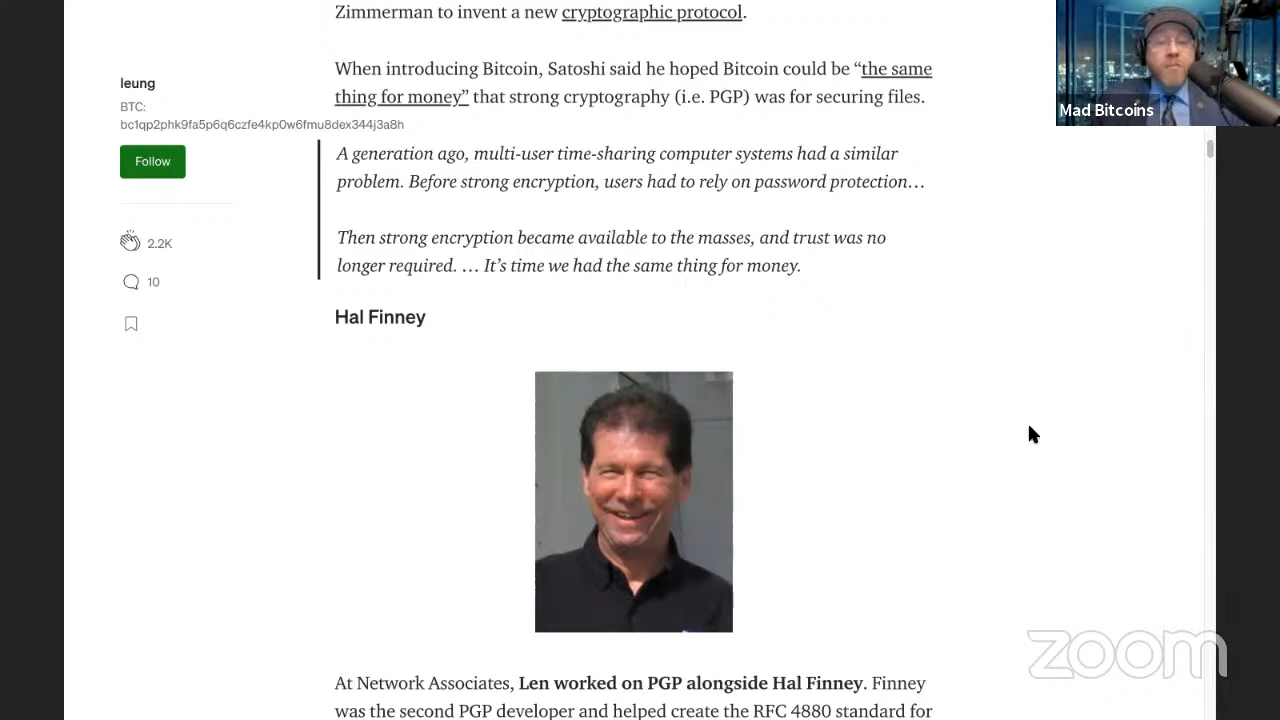 Zimmerman to invent a new cryptographic protocol.
When introducing Bitcoin, Satoshi said he hoped Bitcoin could be “the same
thing for money” that strong cryptography (i.e. PGP) was for securing files.
leung
BTC:
bc1qp2phk9fa5p6q6czfe4kp0w6fmu8dex344j3a8h
Follow
2.2K
10
A generation ago, multi-user time-sharing computer systems had a similar
problem. Before strong encryption, users had to rely on password protection…
Then strong encryption became available to the masses, and trust was no
longer required. … It’s time we had the same thing for money.
Hal Finney
At Network Associates, Len worked on PGP alongside Hal Finney. Finney
was the second PGP developer and helped create the RFC 4880 standard for
Mad Bitcoins
zoom